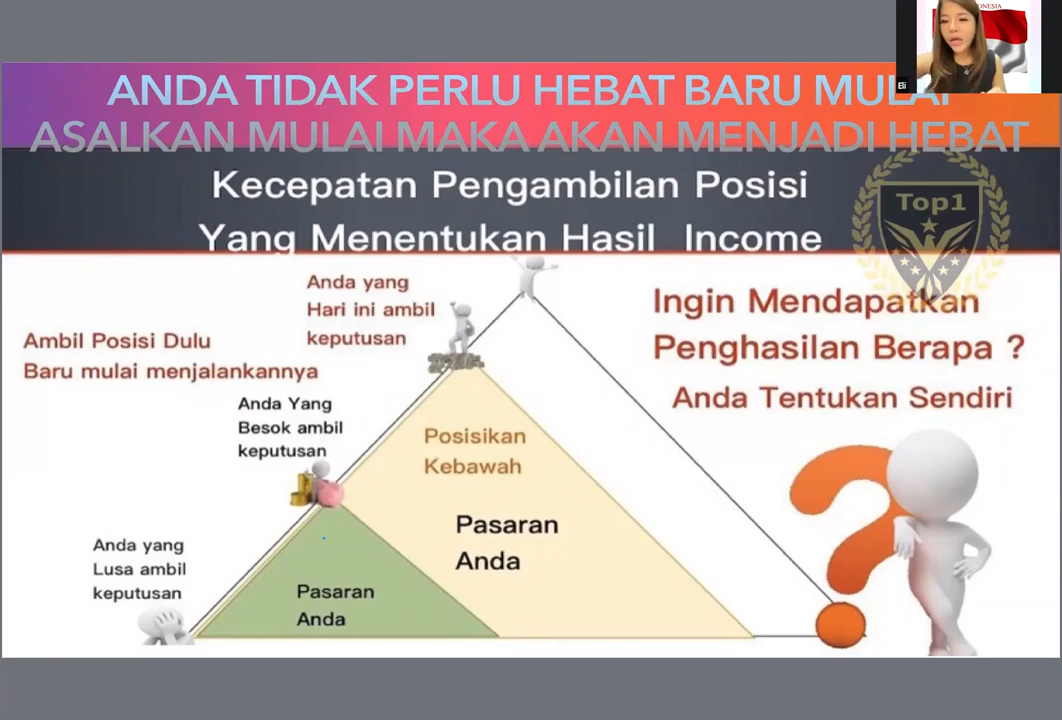 ONESIA
Eli
ANDA TIDAK PERLU HEBAT BARU MULAI
ASALKAN MULAI MAKA AKAN MENJADI HEBAT
Kecepatan Pengambilan Posisi
Yang Menentukan Hasil Income
Top1
Anda yang
Hari ini ambil
keputusan
Ingin Mendapatkan
Penghasilan Berapa ?
Anda Tentukan Sendiri
Ambil Posisi Dulu
Baru mulai menjalankannya
Anda Yang
Besok ambil
keputusan
Posisikan
Kebawah
Pasaran
Anda
Anda yang
Lusa ambil
keputusan
Pasaran
Anda